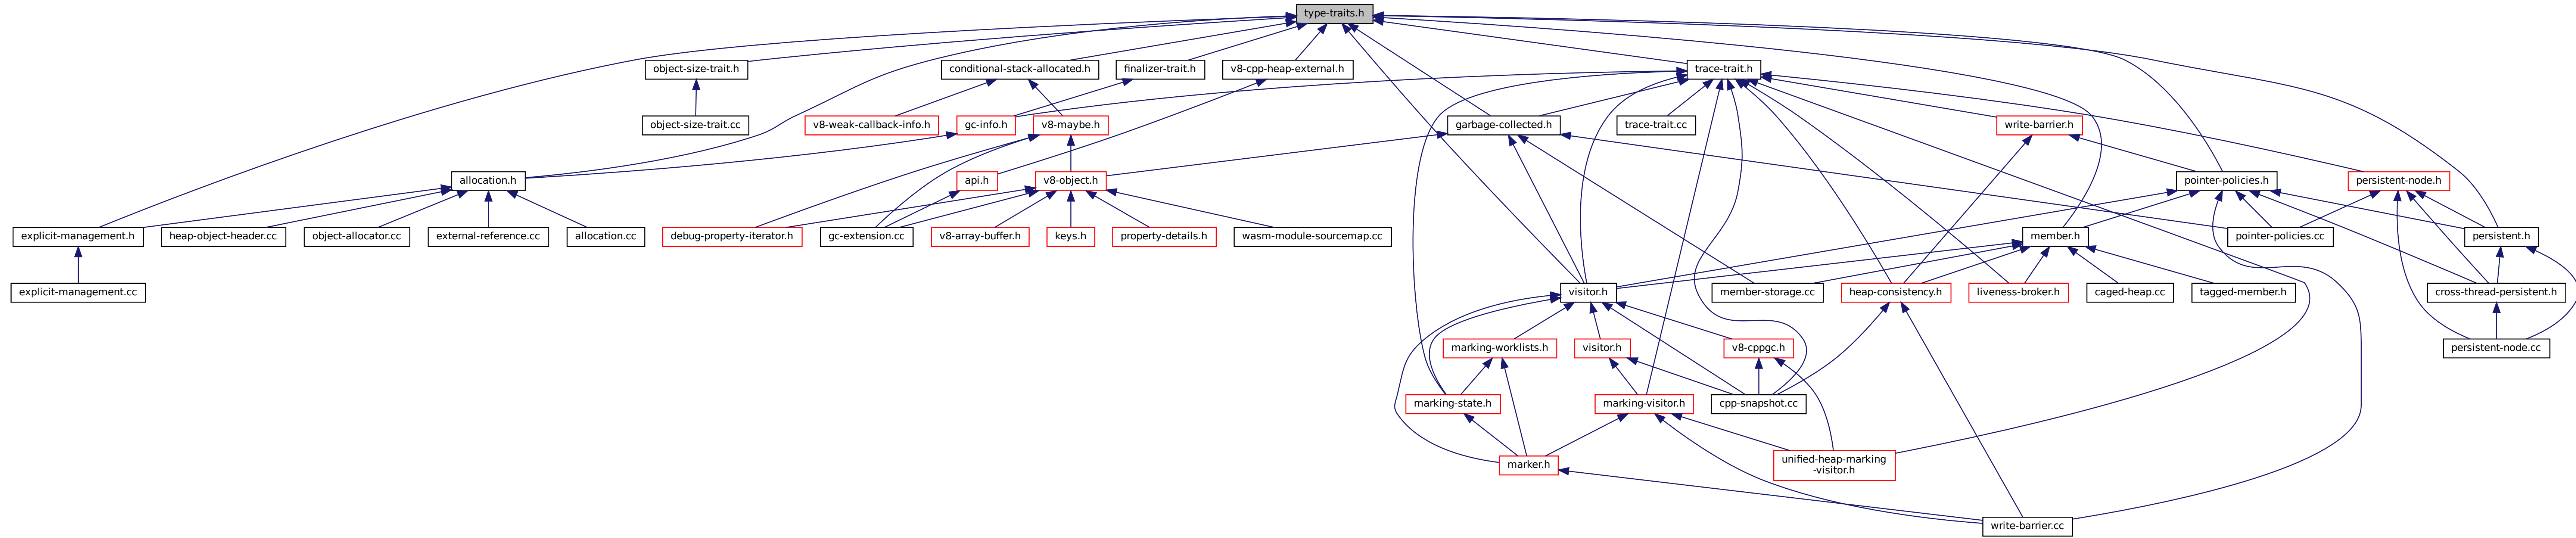 type-traits.h
object-size-trait.h
conditional-stack-allocated.h
finalizer-trait.h
v8-cpp-heap-external.h
trace-trait.h
object-size-trait.cc
v8-weak-callback-info.h
gc-info.h
v8-maybe.h
garbage-collected.h
trace-trait.cc
write-barrier.h
allocation.h
api.h
v8-object.h
pointer-policies.h
persistent-node.h
explicit-management.h
heap-object-header.cc
object-allocator.cc
external-reference.cc
allocation.cc
debug-property-iterator.h
gc-extension.cc
v8-array-buffer.h
keys.h
property-details.h
wasm-module-sourcemap.cc
member.h
pointer-policies.cc
persistent.h
explicit-management.cc
visitor.h
member-storage.cc
heap-consistency.h
liveness-broker.h
caged-heap.cc
tagged-member.h
cross-thread-persistent.h
marking-worklists.h
visitor.h
v8-cppgc.h
persistent-node.cc
marking-state.h
marking-visitor.h
cpp-snapshot.cc
marker.h
unified-heap-marking
-visitor.h
write-barrier.cc